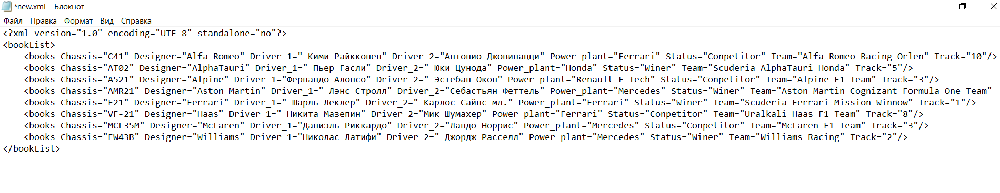 *new.xml – Блокнот
Файл Правка Формат Вид Справка
<?xml version="1.0" encoding="UTF-8" standalone="no"?>
<bookList>
    <books Chassis="C41" Designer="Alfa Romeo" Driver_1=" Кими Райкконен" Driver_2="Антонио Джовинацци" Power_plant="Ferrari" Status="Conpetitor" Team="Alfa Romeo Racing Orlen" Track="10"/>
    <books Chassis="AT02" Designer="AlphaTauri" Driver_1=" Пьер Гасли" Driver_2=" Юки Цунода" Power_plant="Honda" Status="Winer" Team="Scuderia AlphaTauri Honda" Track="5"/>
    <books Chassis="A521" Designer="Alpine" Driver_1="Фернандо Алонсо" Driver_2=" Эстебан Окон" Power_plant="Renault E-Tech" Status="Conpetitor" Team="Alpine F1 Team" Track="3"/>
    <books Chassis="AMR21" Designer="Aston Martin" Driver_1=" Лэнс Стролл" Driver_2="Себастьян Феттель" Power_plant="Mercedes" Status="Winer" Team="Aston Martin Cognizant Formula One Team"
    <books Chassis="F21" Designer="Ferrari" Driver_1=" Шарль Леклер" Driver_2=" Карлос Сайнс-мл." Power_plant="Ferrari" Status="Winer" Team="Scuderia Ferrari Mission Winnow" Track="1"/>
    <books Chassis="VF-21" Designer="Haas" Driver_1=" Никита Мазепин" Driver_2="Мик Шумахер" Power_plant="Ferrari" Status="Conpetitor" Team="Uralkali Haas F1 Team" Track="8"/>
    <books Chassis="MCL35M" Designer="McLaren" Driver_1="Даниэль Риккардо" Driver_2="Ландо Норрис" Power_plant="Mercedes" Status="Conpetitor" Team="McLaren F1 Team" Track="3"/>
    <books Chassis="FW43B" Designer="Williams" Driver_1="Николас Латифи" Driver_2=" Джордж Расселл" Power_plant="Mercedes" Status="Winer" Team="Williams Racing" Track="2"/>
</bookList>